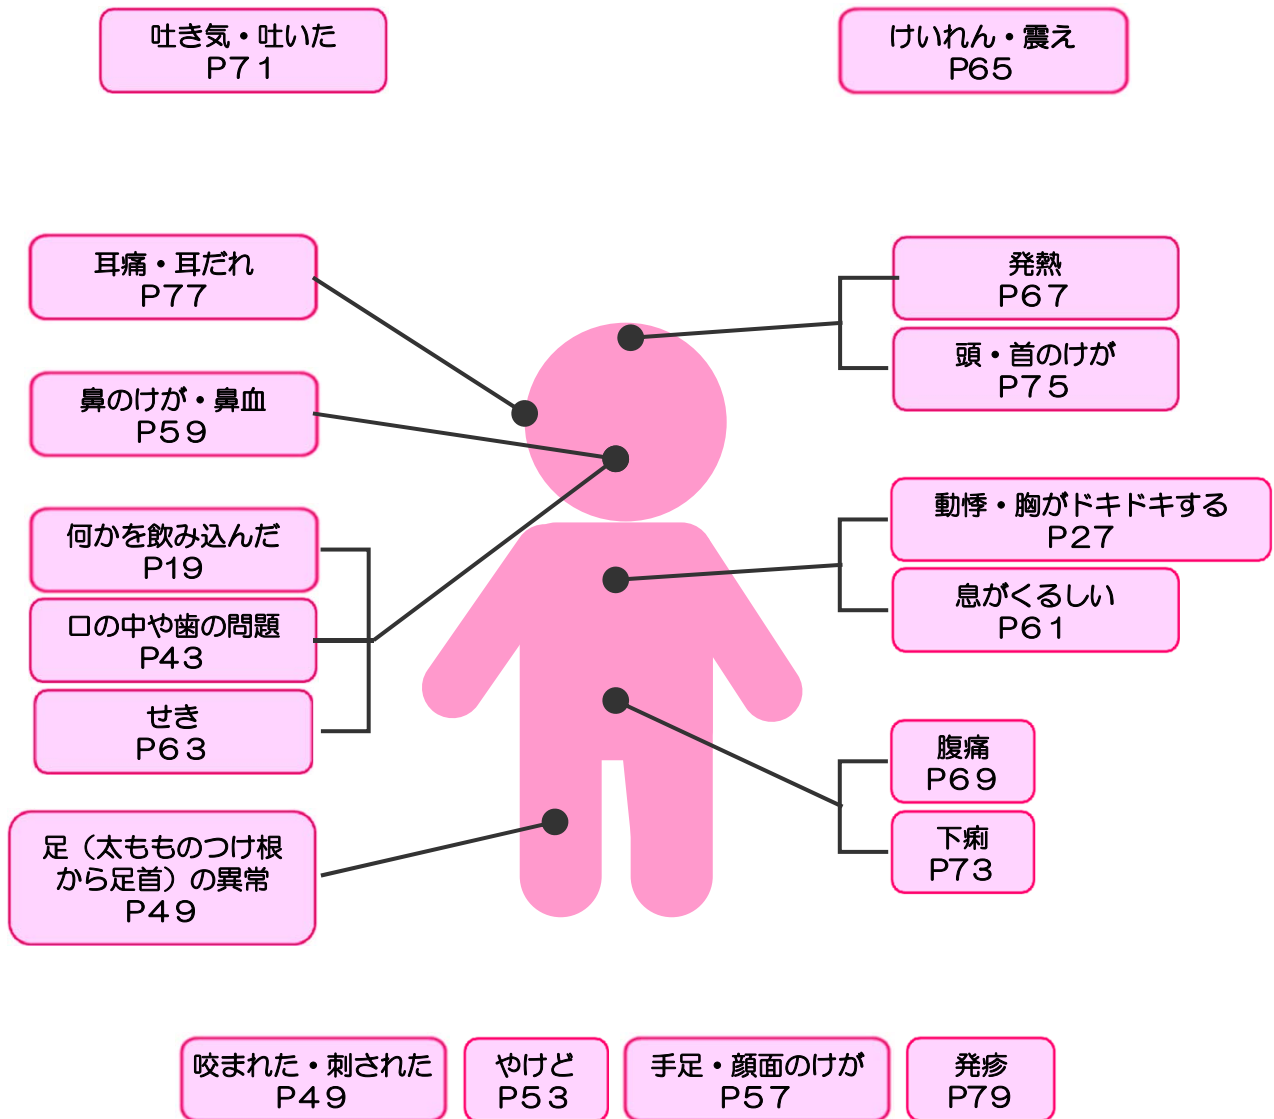 吐き気・吐いた
P７１
けいれん・震え
P65
耳痛・耳だれ
P７７
発熱
P６７
頭・首のけが
P７５
鼻のけが・鼻血
P５９
何かを飲み込んだ
P19
口の中や歯の問題
P４３
せき
P６３
動悸・胸がドキドキする
P２７
息がくるしい
P６１
腹痛
P６９
下痢
P７３
足（太もものつけ根
から足首）の異常
P４９
咬まれた・刺された
P４９
やけど
P５３
手足・顔面のけが
P５７
発疹
P７９